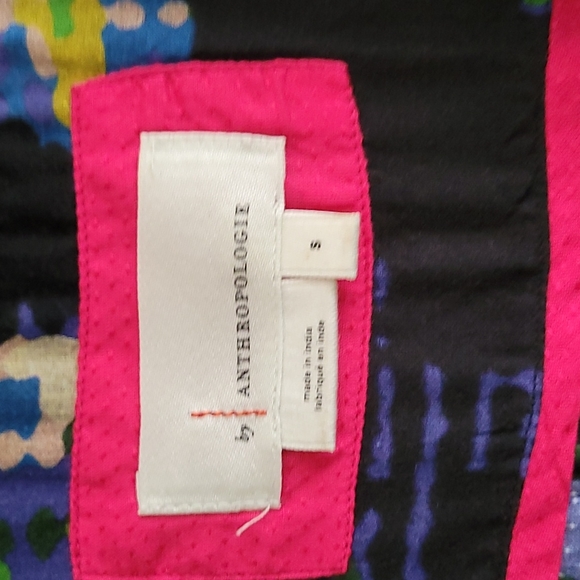 by ANTHROPOLOGIE
S
made in india
fabriqué en inde